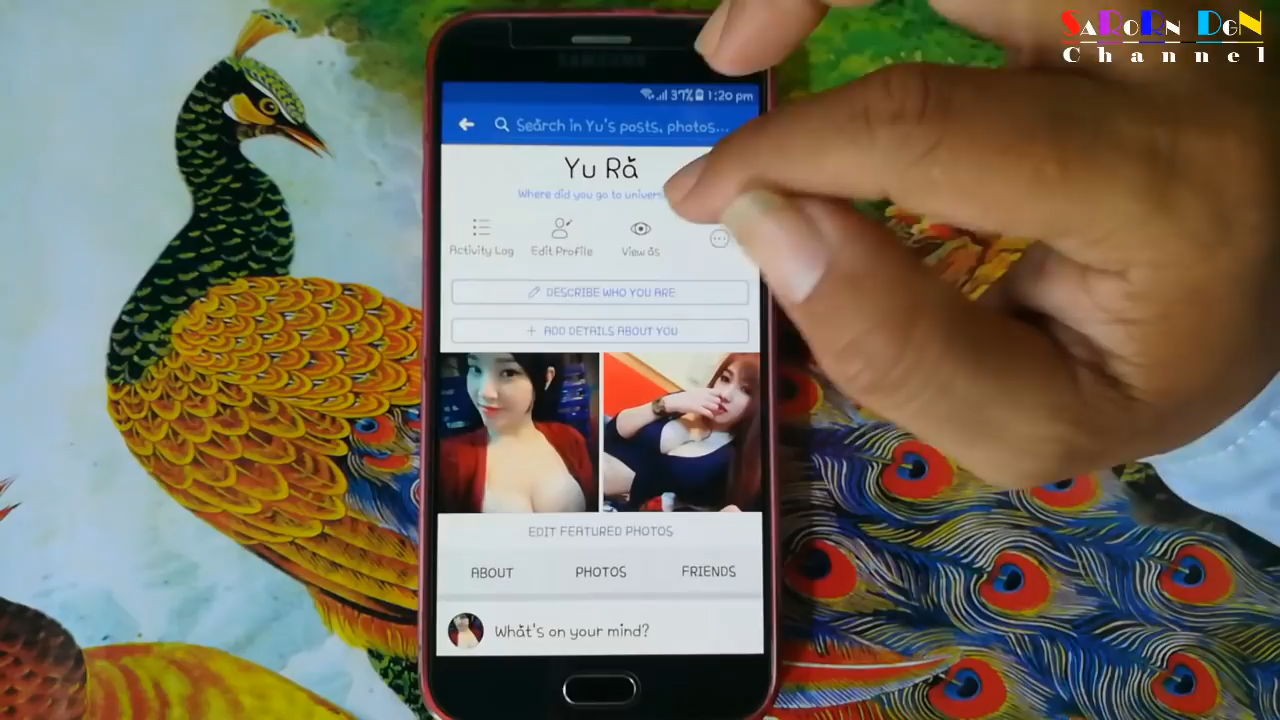 SaRoRn DgN
Channel
37% 1:20 pm
Search in Yu's posts, photos...
Yu Ra
Where did you go to univers
Activity Log
Edit Profile
View as
DESCRIBE WHO YOU ARE
+ ADD DETAILS ABOUT YOU
EDIT FEATURED PHOTOS
ABOUT
PHOTOS
FRIENDS
What's on your mind?